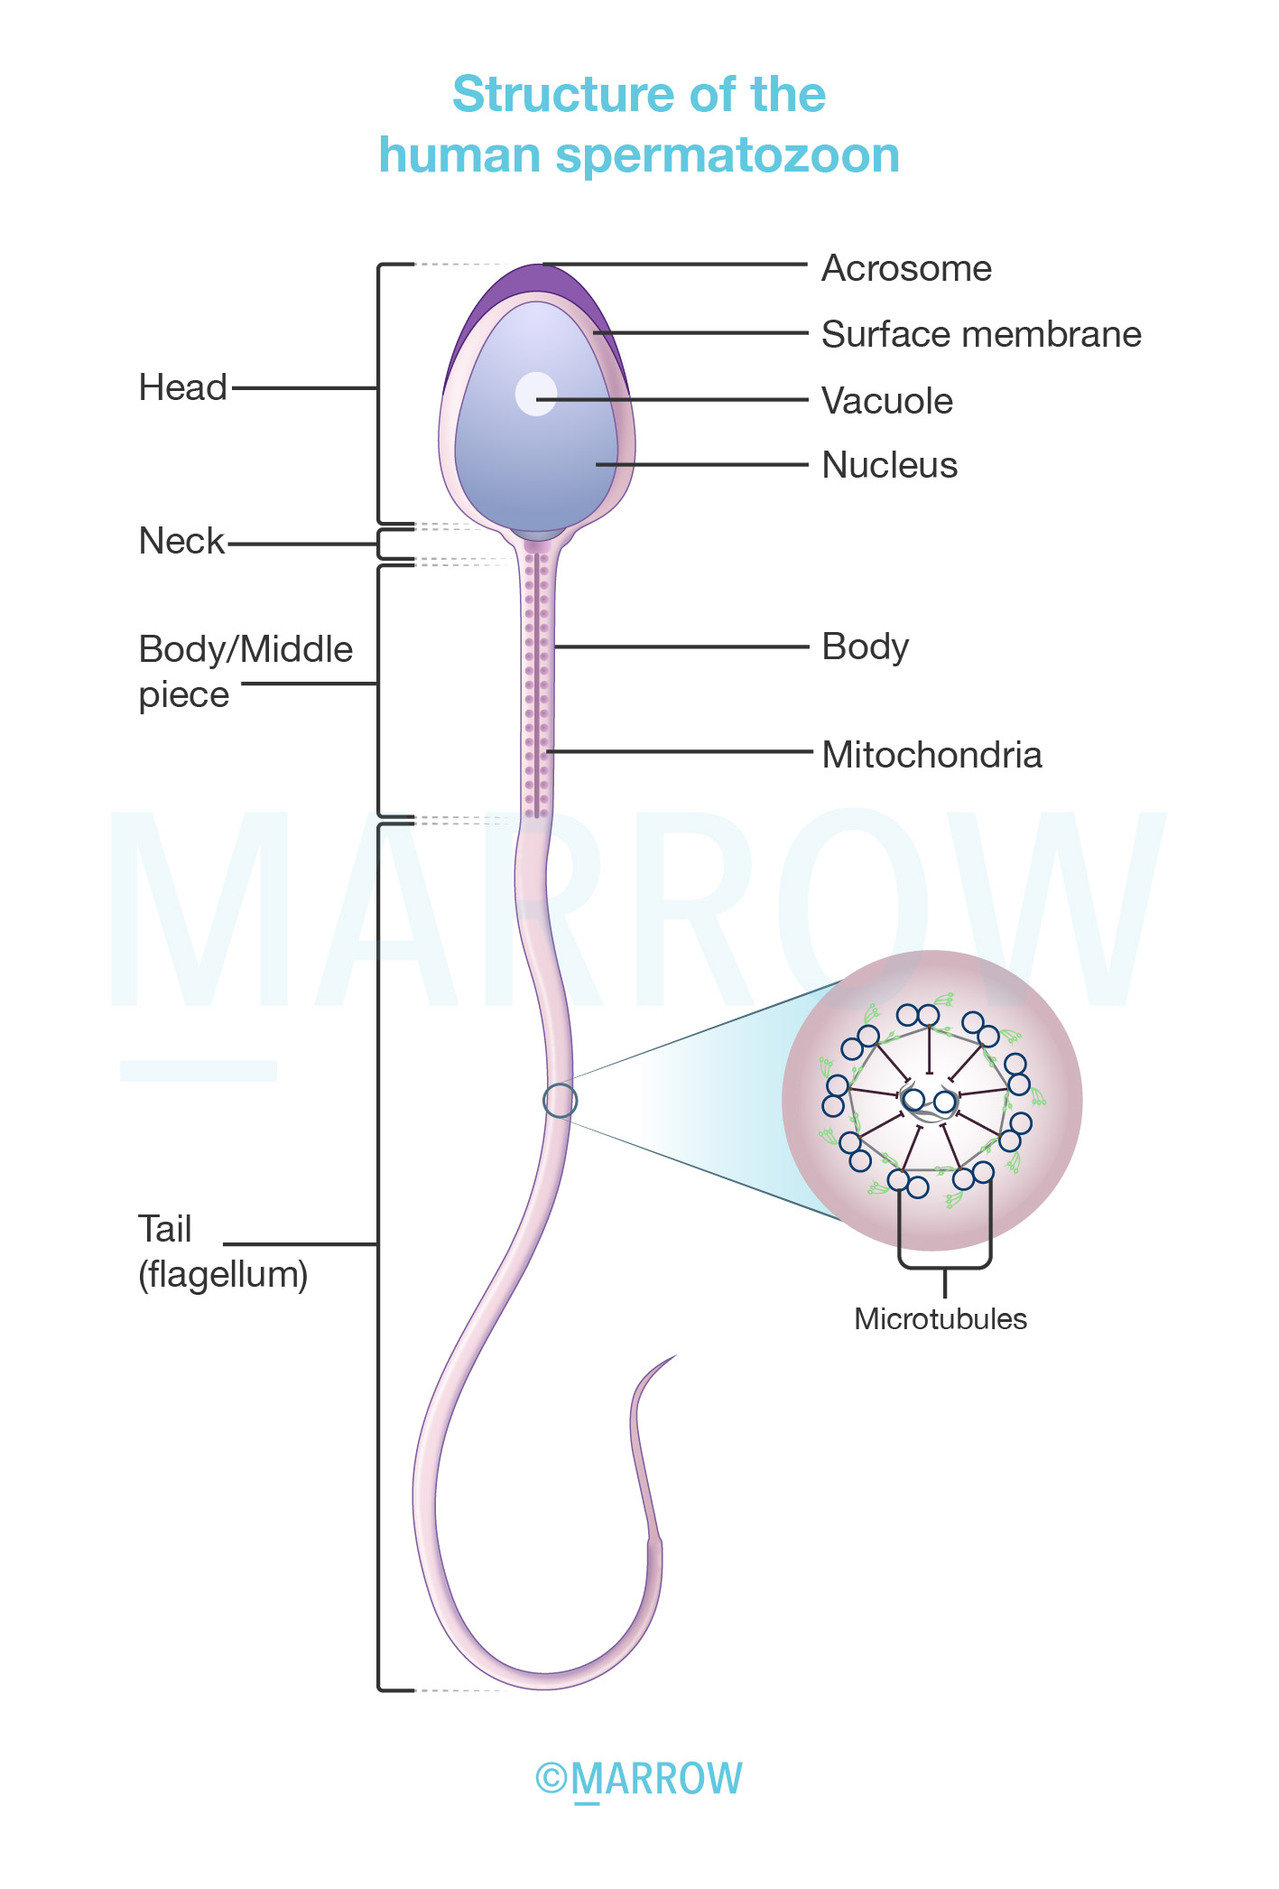 Structure of the
human spermatozoon
Acrosome
Surface membrane
Head
Vacuole
Nucleus
Neck
Body/Middle
piece
Body
Mitochondria
MARROW
Tail
(flagellum)
Microtubules
©MARROW